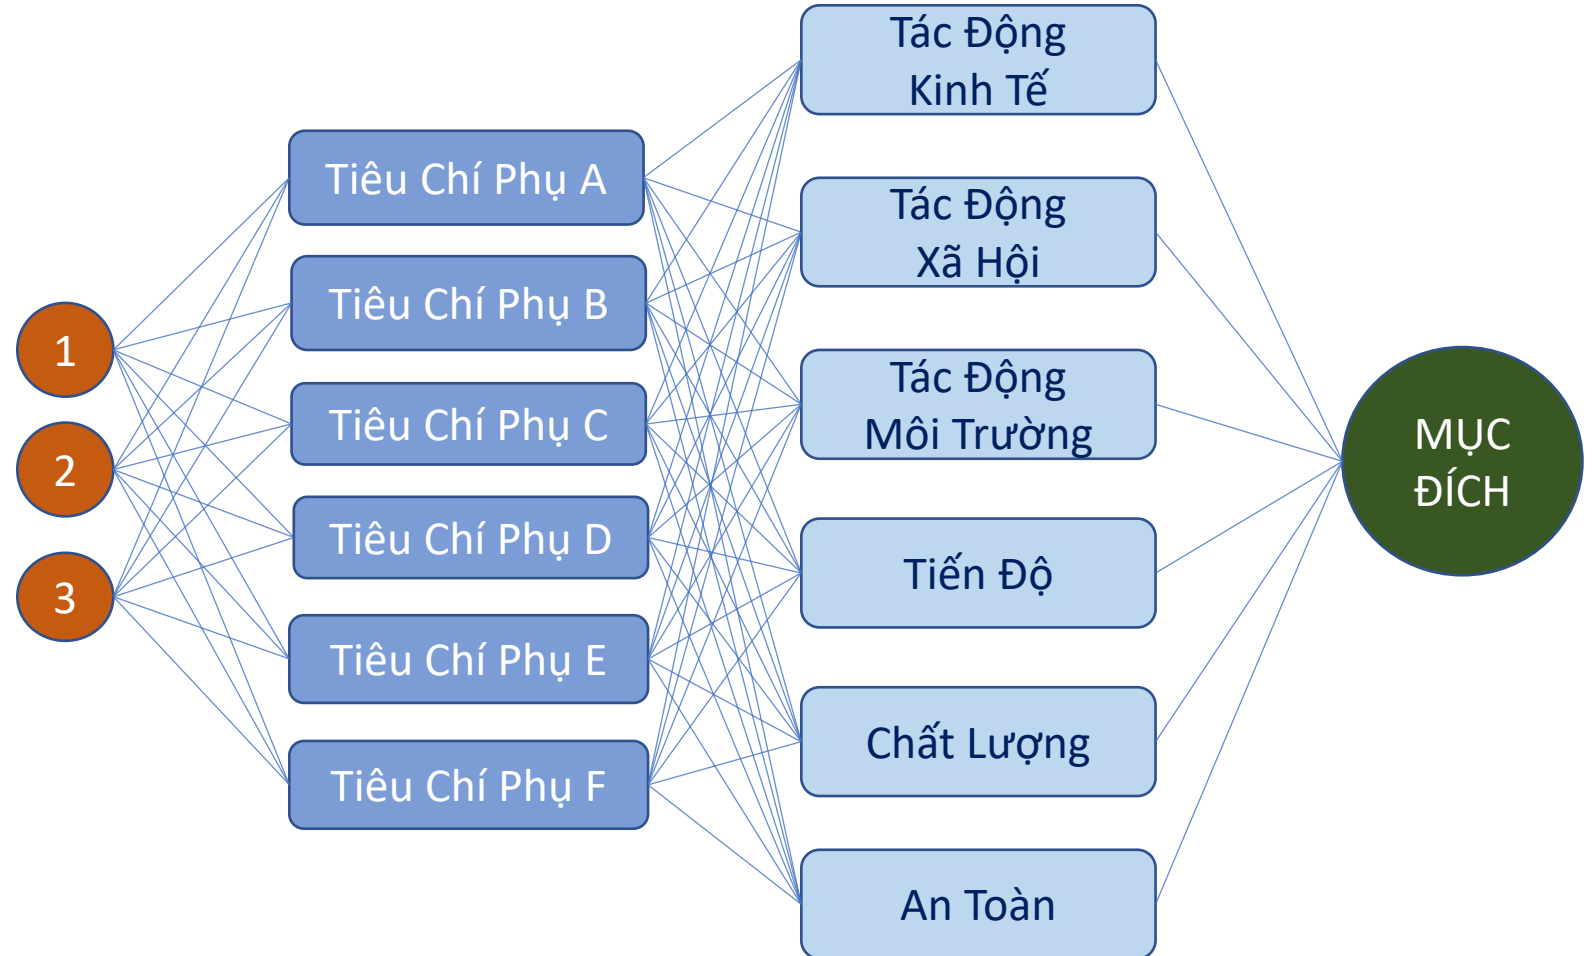 1
2
3
Tiêu Chí Phụ A
Tiêu Chí Phụ B
Tiêu Chí Phụ C
Tiêu Chí Phụ D
Tiêu Chí Phụ E
Tiêu Chí Phụ F
Tác Động
Kinh Tế
Tác Động
Xã Hội
Tác Động
Môi Trường
Tiến Độ
Chất Lượng
An Toàn
MỤC
ĐÍCH